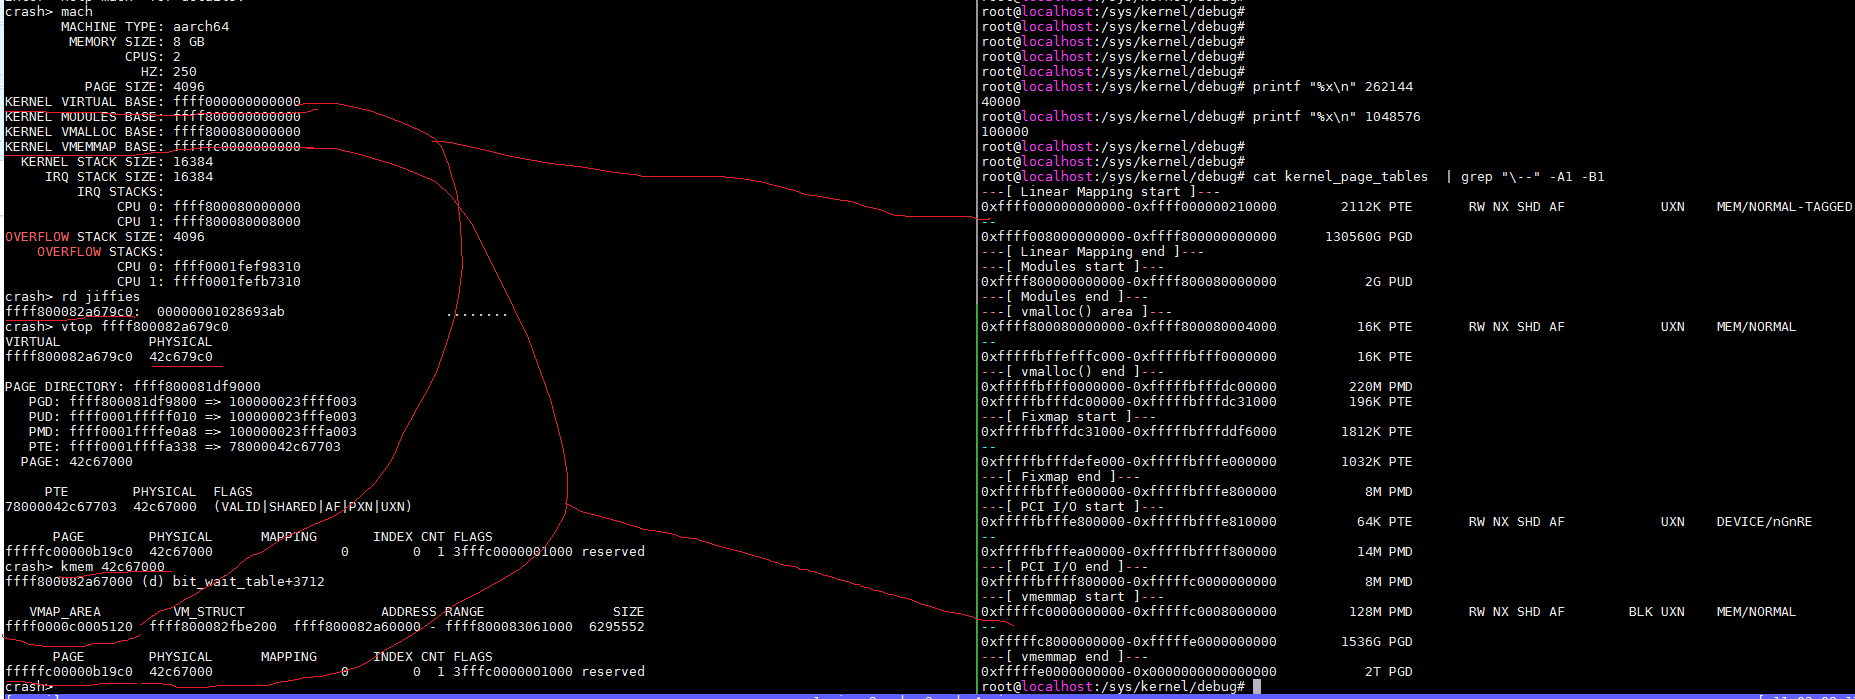 crash> mach
MACHINE TYPE: aarch64
MEMORY SIZE: 8 GB
CPUS: 2
HZ: 250
PAGE SIZE: 4096
KERNEL VIRTUAL BASE: ffff000000000000
KERNEL MODULES BASE: ffff800000000000
KERNEL VMALLOC BASE: ffff800080000000
KERNEL VMEMMAP BASE: fffffc0000000000
KERNEL STACK SIZE: 16384
IRQ STACK SIZE: 16384
IRQ STACKS:
CPU 0: ffff800080000000
CPU 1: ffff800080008000
OVERFLOW STACK SIZE: 4096
OVERFLOW STACKS:
CPU 0: ffff0001fef98310
CPU 1: ffff0001fefb7310
crash> rd jiffies
ffff800082a679c0:  00000001028693ab                    ........
crash> vtop ffff800082a679c0
VIRTUAL           PHYSICAL
ffff800082a679c0  42c679c0
PAGE DIRECTORY: ffff800081df9000
PGD: ffff800081df9800 => 100000023ffff003
PUD: ffff0001fffff010 => 100000023fffe003
PMD: ffff0001ffffe0a8 => 100000023fffa003
PTE: ffff0001ffffa338 => 78000042c67703
PAGE: 42c67000
PTE        PHYSICAL  FLAGS
78000042c67703  42c67000  (VALID|SHARED|AF|PXN|UXN)
PAGE        PHYSICAL      MAPPING       INDEX CNT FLAGS
fffffc00000b19c0  42c67000                0        0  1 3fffc0000001000 reserved
crash> kmem 42c67000
ffff800082a67000 (d) bit_wait_table+3712
VMAP_AREA         VM_STRUCT                 ADDRESS RANGE                SIZE
ffff0000c0005120  ffff800082fbe200  ffff800082a60000 - ffff800083061000  6295552
PAGE        PHYSICAL      MAPPING       INDEX CNT FLAGS
fffffc00000b19c0  42c67000                0        0  1 3fffc0000001000 reserved
crash>
root@localhost:/sys/kernel/debug#
root@localhost:/sys/kernel/debug#
root@localhost:/sys/kernel/debug#
root@localhost:/sys/kernel/debug#
root@localhost:/sys/kernel/debug#
root@localhost:/sys/kernel/debug# printf "%x\n" 262144
40000
root@localhost:/sys/kernel/debug# printf "%x\n" 1048576
100000
root@localhost:/sys/kernel/debug#
root@localhost:/sys/kernel/debug#
root@localhost:/sys/kernel/debug# cat kernel_page_tables  | grep "\--" -A1 -B1
---[ Linear Mapping start ]---
0xffff000000000000-0xffff000000210000        2112K PTE       RW NX SHD AF            UXN    MEM/NORMAL-TAGGED
--
0xffff008000000000-0xffff800000000000      130560G PGD
---[ Linear Mapping end ]---
---[ Modules start ]---
0xffff800000000000-0xffff800080000000           2G PUD
---[ Modules end ]---
---[ vmalloc() area ]---
0xffff800080000000-0xffff800080004000          16K PTE       RW NX SHD AF            UXN    MEM/NORMAL
--
0xfffffbffefffc000-0xfffffbfff0000000          16K PTE
---[ vmalloc() end ]---
0xfffffbfff0000000-0xfffffbfffdc00000         220M PMD
0xfffffbfffdc00000-0xfffffbfffdc31000         196K PTE
---[ Fixmap start ]---
0xfffffbfffdc31000-0xfffffbfffddf6000        1812K PTE
--
0xfffffbfffdefe000-0xfffffbfffe000000        1032K PTE
---[ Fixmap end ]---
0xfffffbfffe000000-0xfffffbfffe800000           8M PMD
---[ PCI I/O start ]---
0xfffffbfffe800000-0xfffffbfffe810000          64K PTE       RW NX SHD AF            UXN    DEVICE/nGnRE
--
0xfffffbfffea00000-0xfffffbffff800000          14M PMD
---[ PCI I/O end ]---
0xfffffbffff800000-0xfffffc0000000000           8M PMD
---[ vmemmap start ]---
0xfffffc0000000000-0xfffffc0008000000         128M PMD       RW NX SHD AF        BLK UXN    MEM/NORMAL
--
0xfffffc8000000000-0xfffffe0000000000        1536G PGD
---[ vmemmap end ]---
0xfffffe0000000000-0x0000000000000000           2T PGD
root@localhost:/sys/kernel/debug#